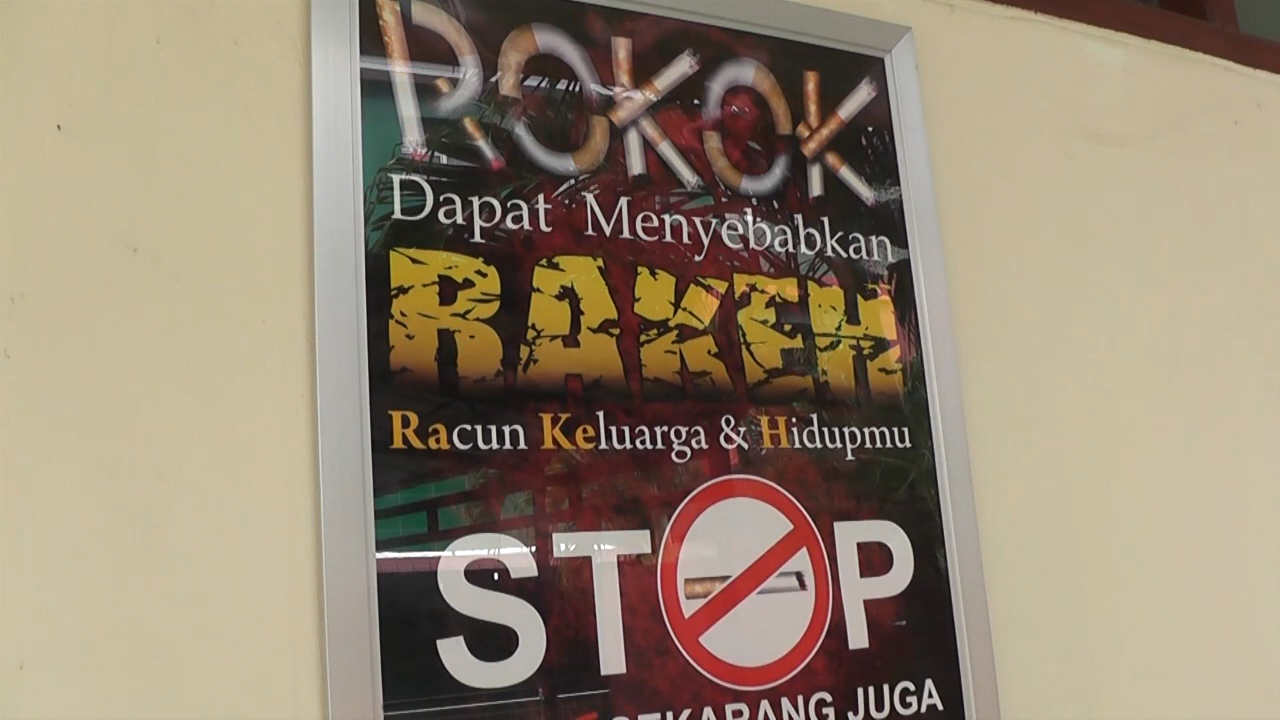 ROKOK
Dapat Menyebabkan
RAKEH
Racun Keluarga & Hidupmu
STOP
SEKARANG JUGA